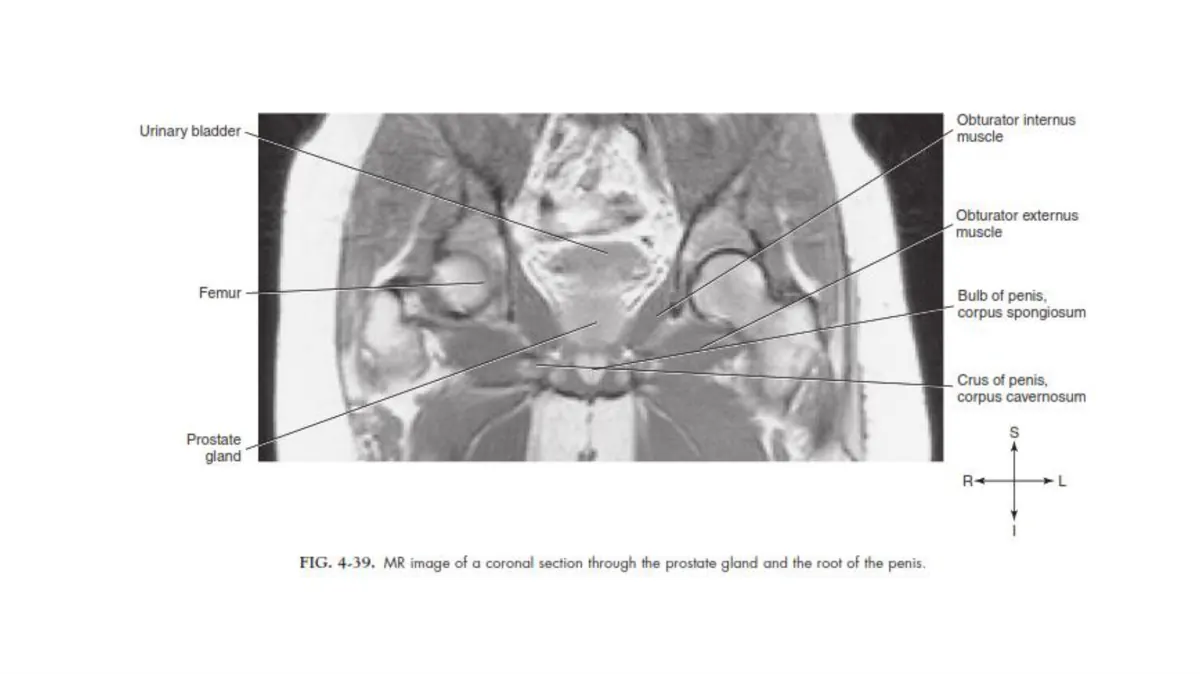 Urinary bladder
Femur
Prostate
gland
Obturator internus
muscle
Obturator externus
muscle
Bulb of penis,
corpus spongiosum
Crus of penis,
corpus cavernosum
S
R L
I
FIG. 4-39. MR image of a coronal section through the prostate gland and the root of the penis.